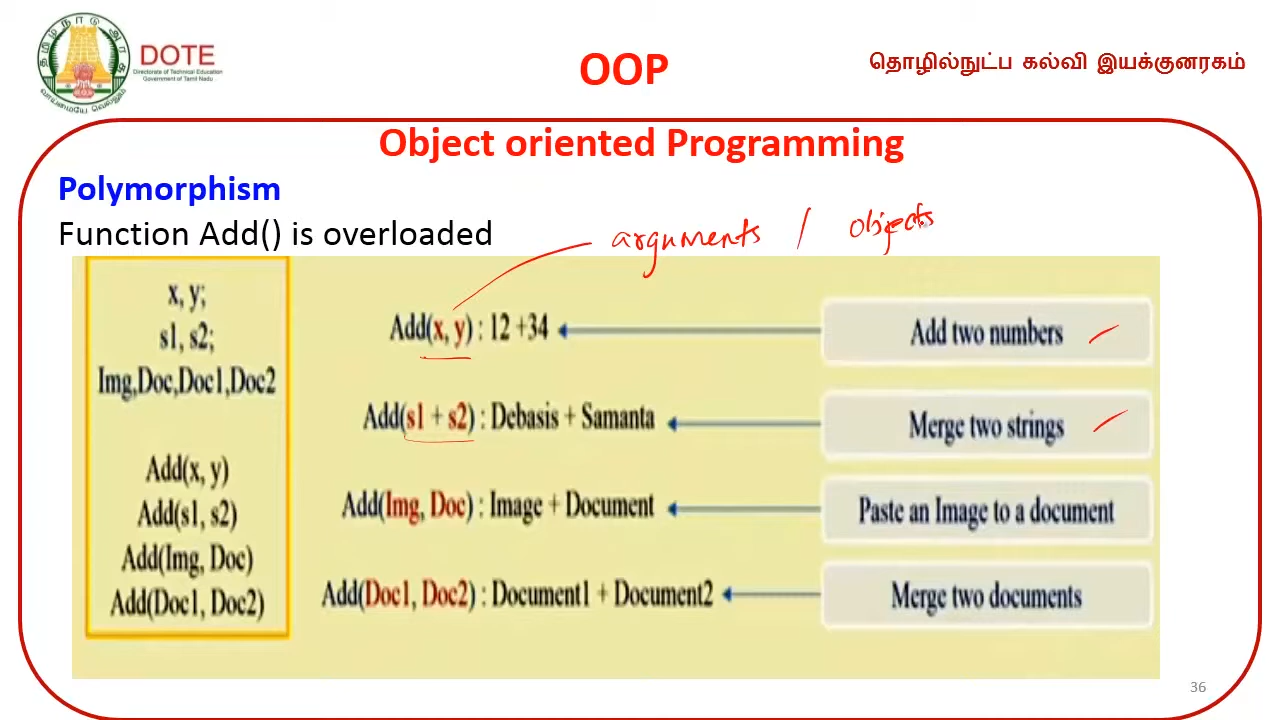 DOTE
Directorate of Technical Education
Government of Tamil Nadu
தமிழ்நாடு அரசு
வாய்மையே வெல்லும்
OOP
தொழில்நுட்ப கல்வி இயக்குனரகம்
Object oriented Programming
Polymorphism
Function Add() is overloaded
arguments / objects
x, y;
s1, s2;
Img,Doc,Doc1,Doc2
Add(x, y)
Add(s1, s2)
Add(Img, Doc)
Add(Doc1, Doc2)
Add(x, y) : 12 +34
Add two numbers
Add(s1 + s2) : Debasis + Samanta
Merge two strings
Add(Img, Doc) : Image + Document
Paste an Image to a document
Add(Doc1, Doc2) : Document1 + Document2
Merge two documents
36